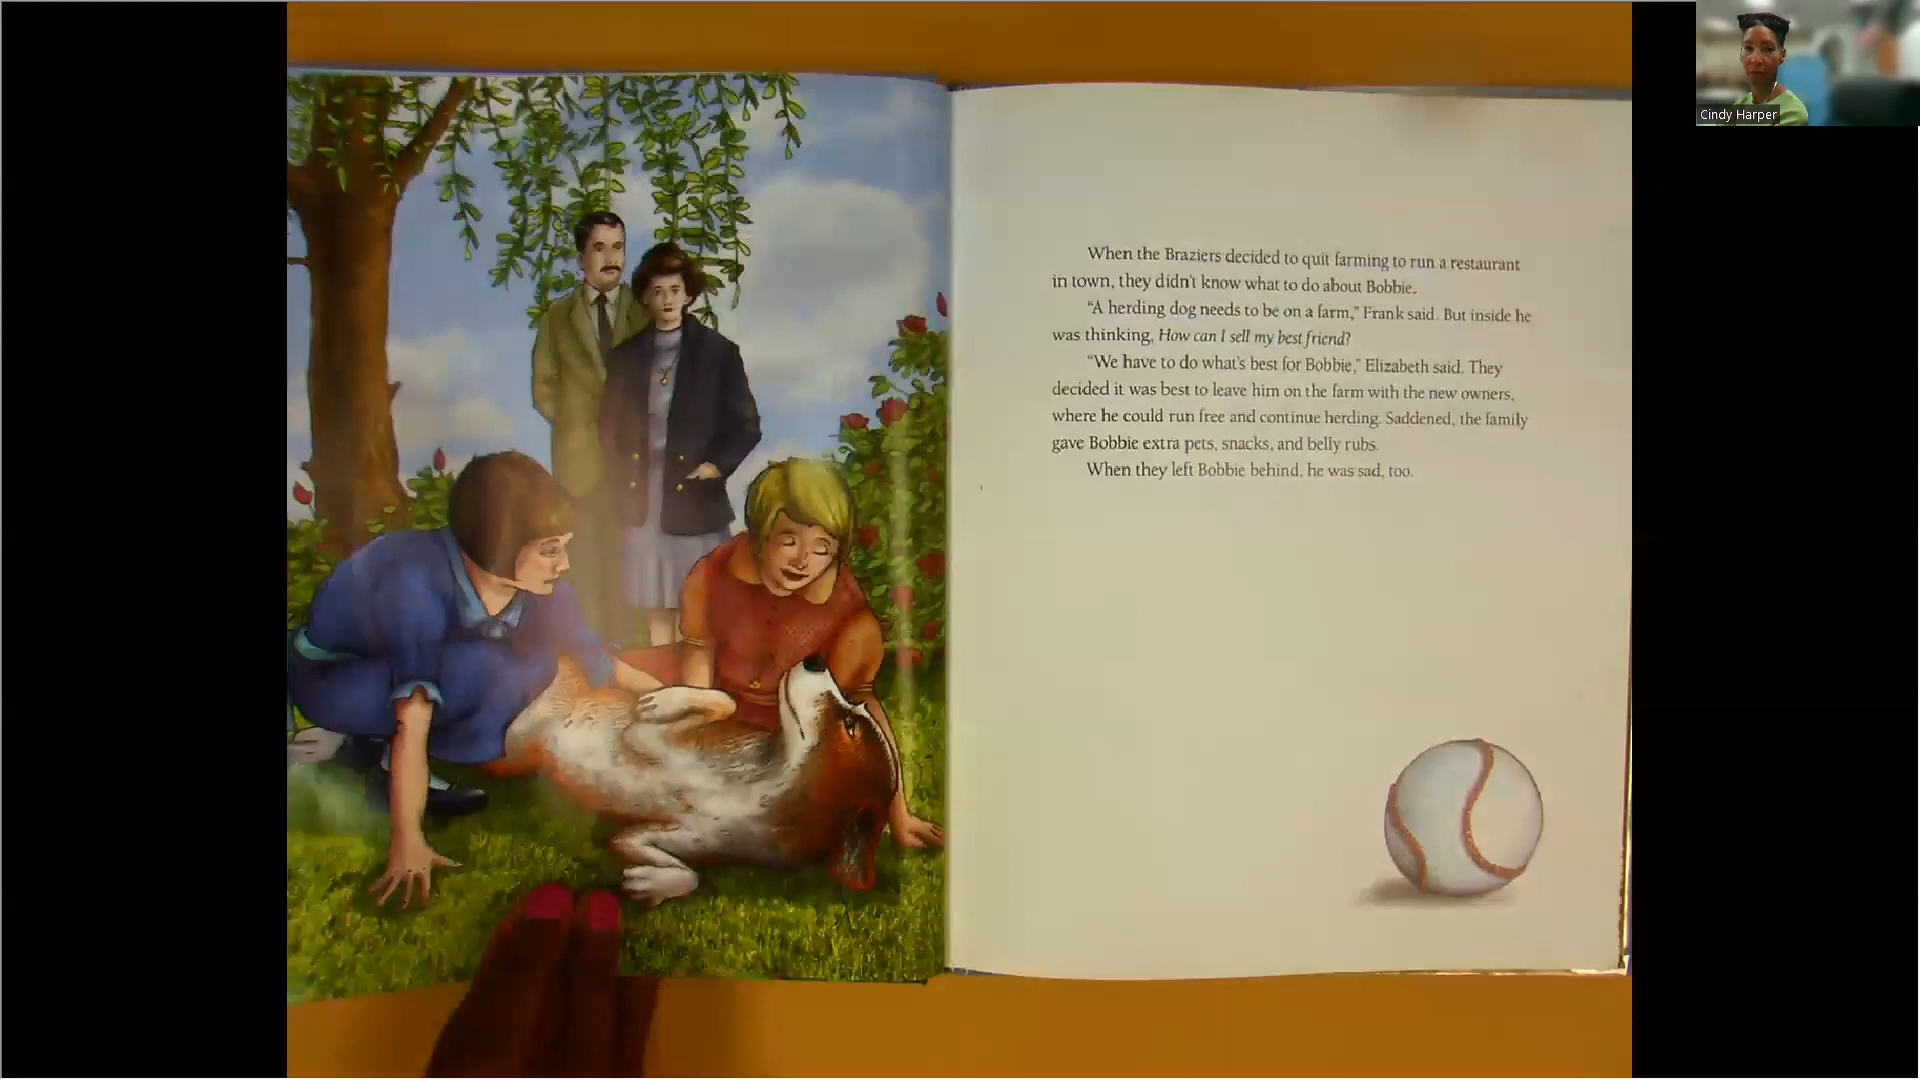 Cindy Harper
When the Braziers decided to quit farming to run a restaurant
in town, they didn't know what to do about Bobbie.
"A herding dog needs to be on a farm," Frank said. But inside he
was thinking, How can I sell my best friend?
"We have to do what's best for Bobbie," Elizabeth said. They
decided it was best to leave him on the farm with the new owners,
where he could run free and continue herding. Saddened, the family
gave Bobbie extra pets, snacks, and belly rubs.
When they left Bobbie behind, he was sad, too.